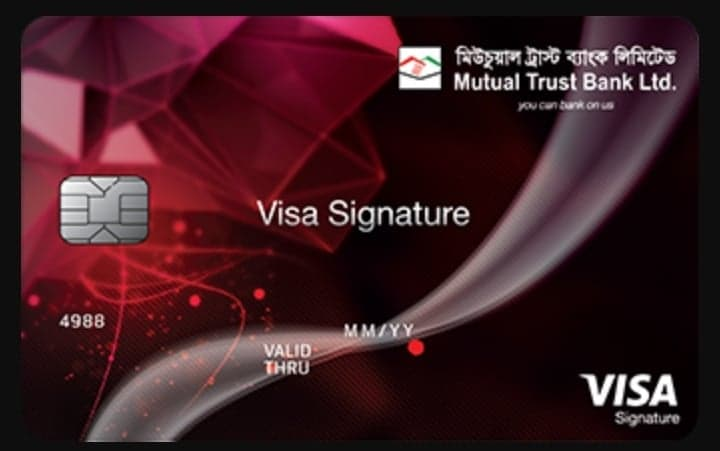 মিউচুয়াল ট্রাস্ট ব্যাংক লিমিটেড
Mutual Trust Bank Ltd.
you can bank on us
Visa Signature
4988
MM/YY
VALID
THRU
VISA
Signature